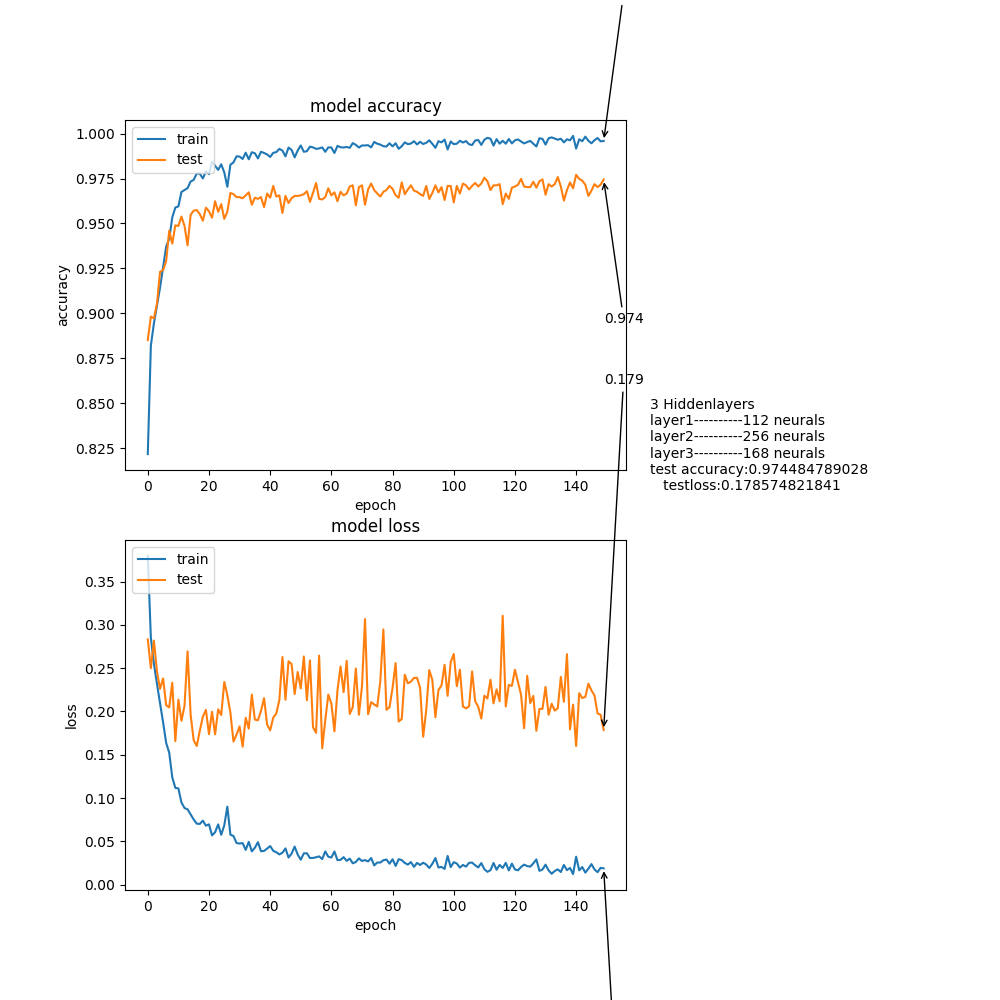 model accuracy
train
test
1.000
0.975
0.950
0.925
0.900
0.875
0.850
0.825
accuracy
0 20 40 60 80 100 120 140
epoch
0.974
0.179
3 Hiddenlayers
layer1----------112 neurals
layer2----------256 neurals
layer3----------168 neurals
test accuracy:0.974484789028
testloss:0.178574821841
model loss
train
test
0.35
0.30
0.25
0.20
0.15
0.10
0.05
0.00
loss
0 20 40 60 80 100 120 140
epoch